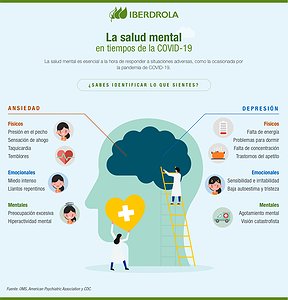 IBERDROLA
La salud mental
en tiempos de la COVID-19
La salud mental es esencial a la hora de responder a situaciones adversas, como la ocasionada por
la pandemia de COVID-19.
¿SABES IDENTIFICAR LO QUE SIENTES?
ANSIEDAD
Físicos
Presión en el pecho
Sensación de ahogo
Taquicardia
Temblores
Emocionales
Miedo intenso
Llantos repentinos
Mentales
Preocupación excesiva
Hiperactividad mental
DEPRESIÓN
Físicos
Falta de energía
Problemas para dormir
Falta de concentración
Trastornos del apetito
Emocionales
Sensibilidad e irritabilidad
Baja autoestima y tristeza
Mentales
Agotamiento mental
Visión catastrofista
Fuente: OMS, American Psychiatric Association y CDC.